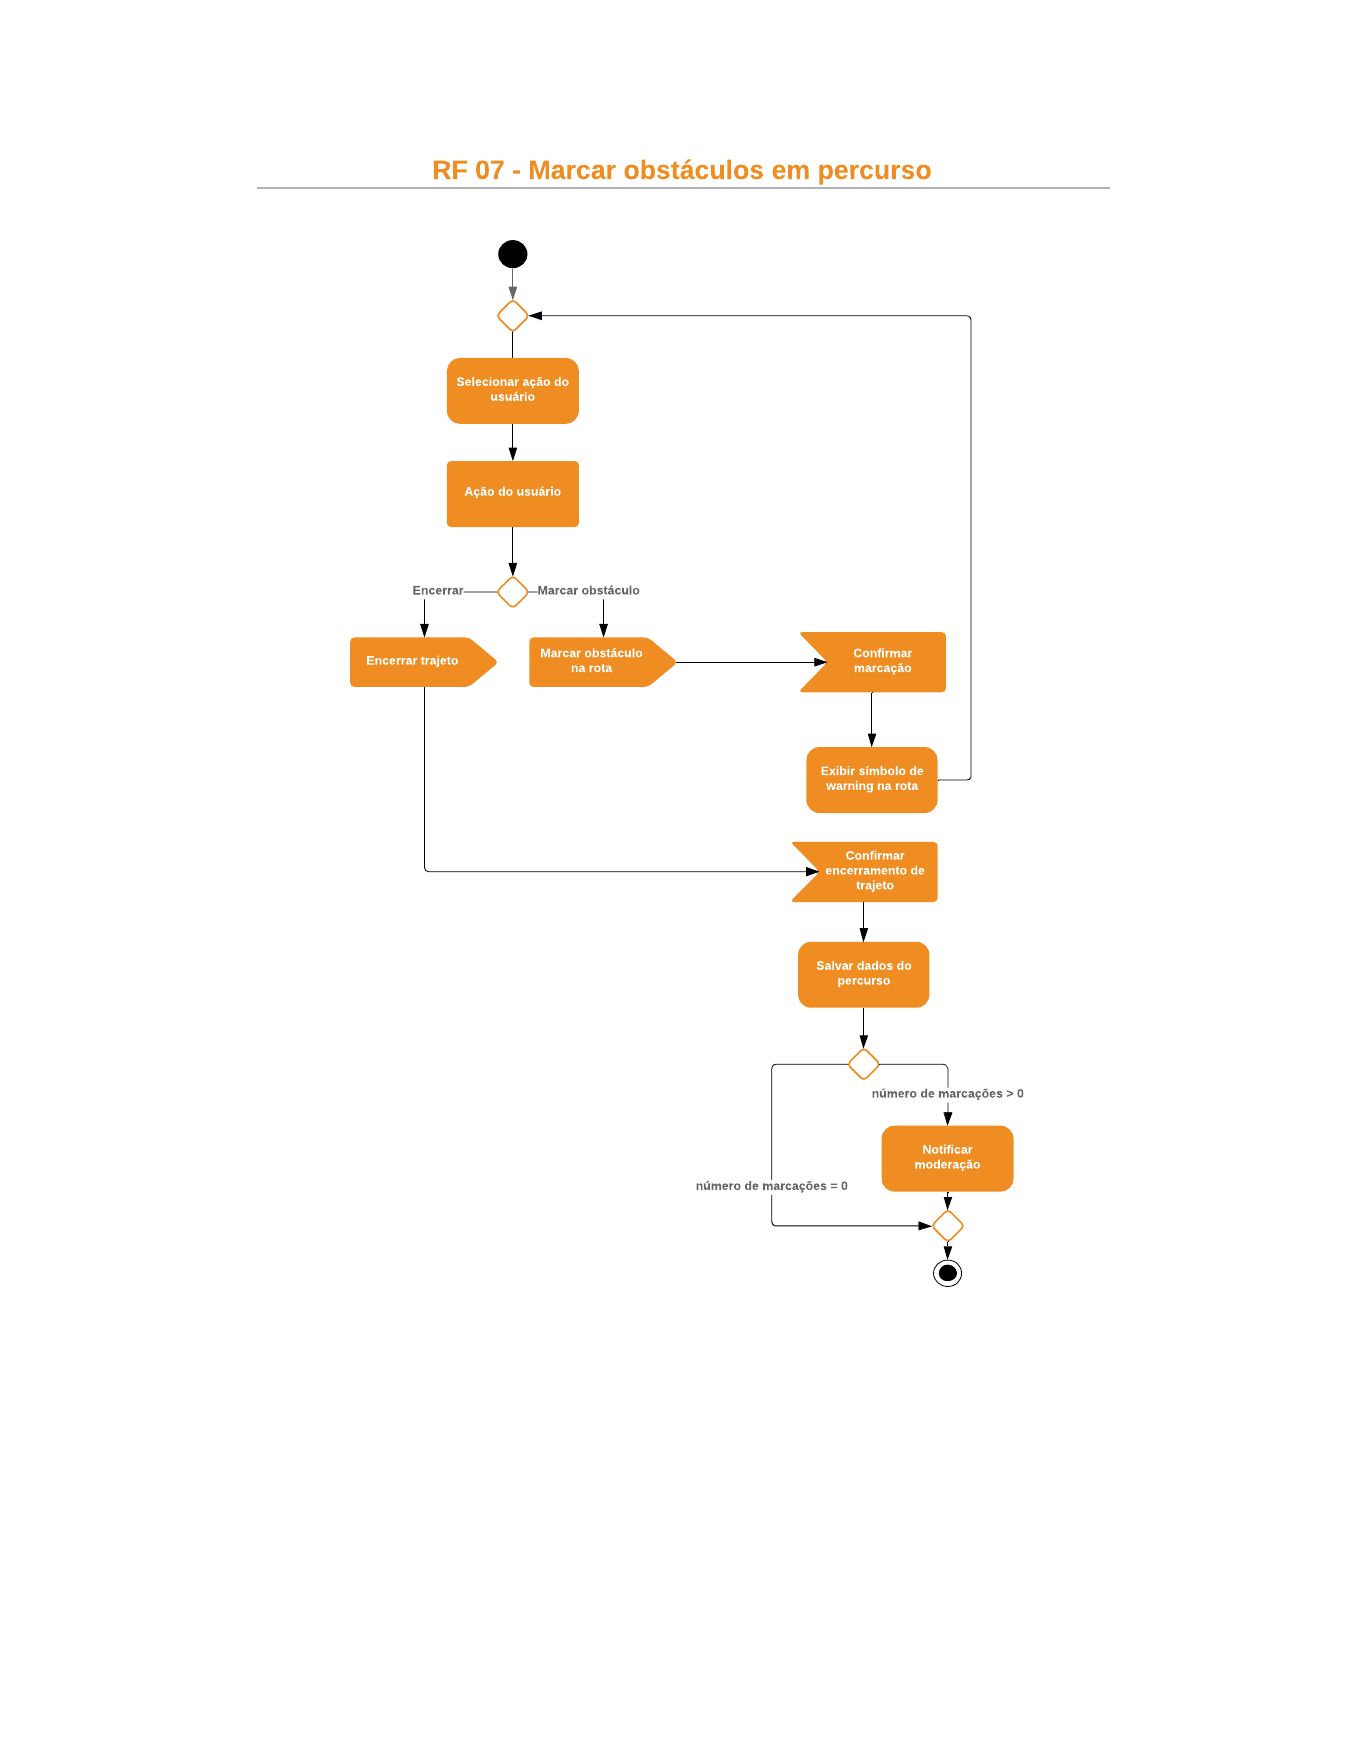 RF 07 - Marcar obstáculos em percurso
Selecionar ação do
usuário
Ação do usuário
Encerrar
Marcar obstáculo
Encerrar trajeto
Marcar obstáculo
na rota
Confirmar
marcação
Exibir símbolo de
warning na rota
Confirmar
encerramento de
trajeto
Salvar dados do
percurso
número de marcações > 0
Notificar
moderação
número de marcações = 0